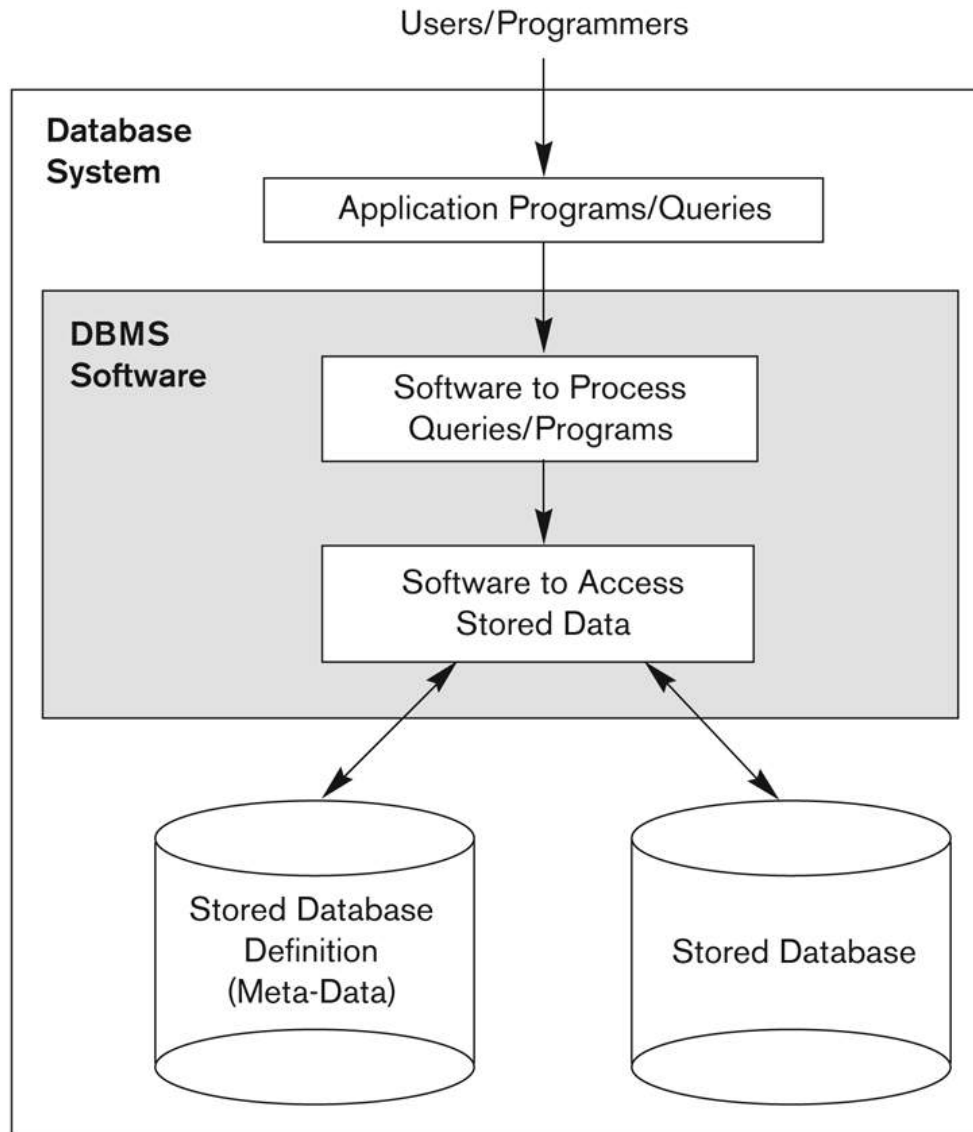 Users/Programmers
Database
System
Application Programs/Queries
DBMS
Software
Software to Process
Queries/Programs
Software to Access
Stored Data
Stored Database
Definition
(Meta-Data)
Stored Database